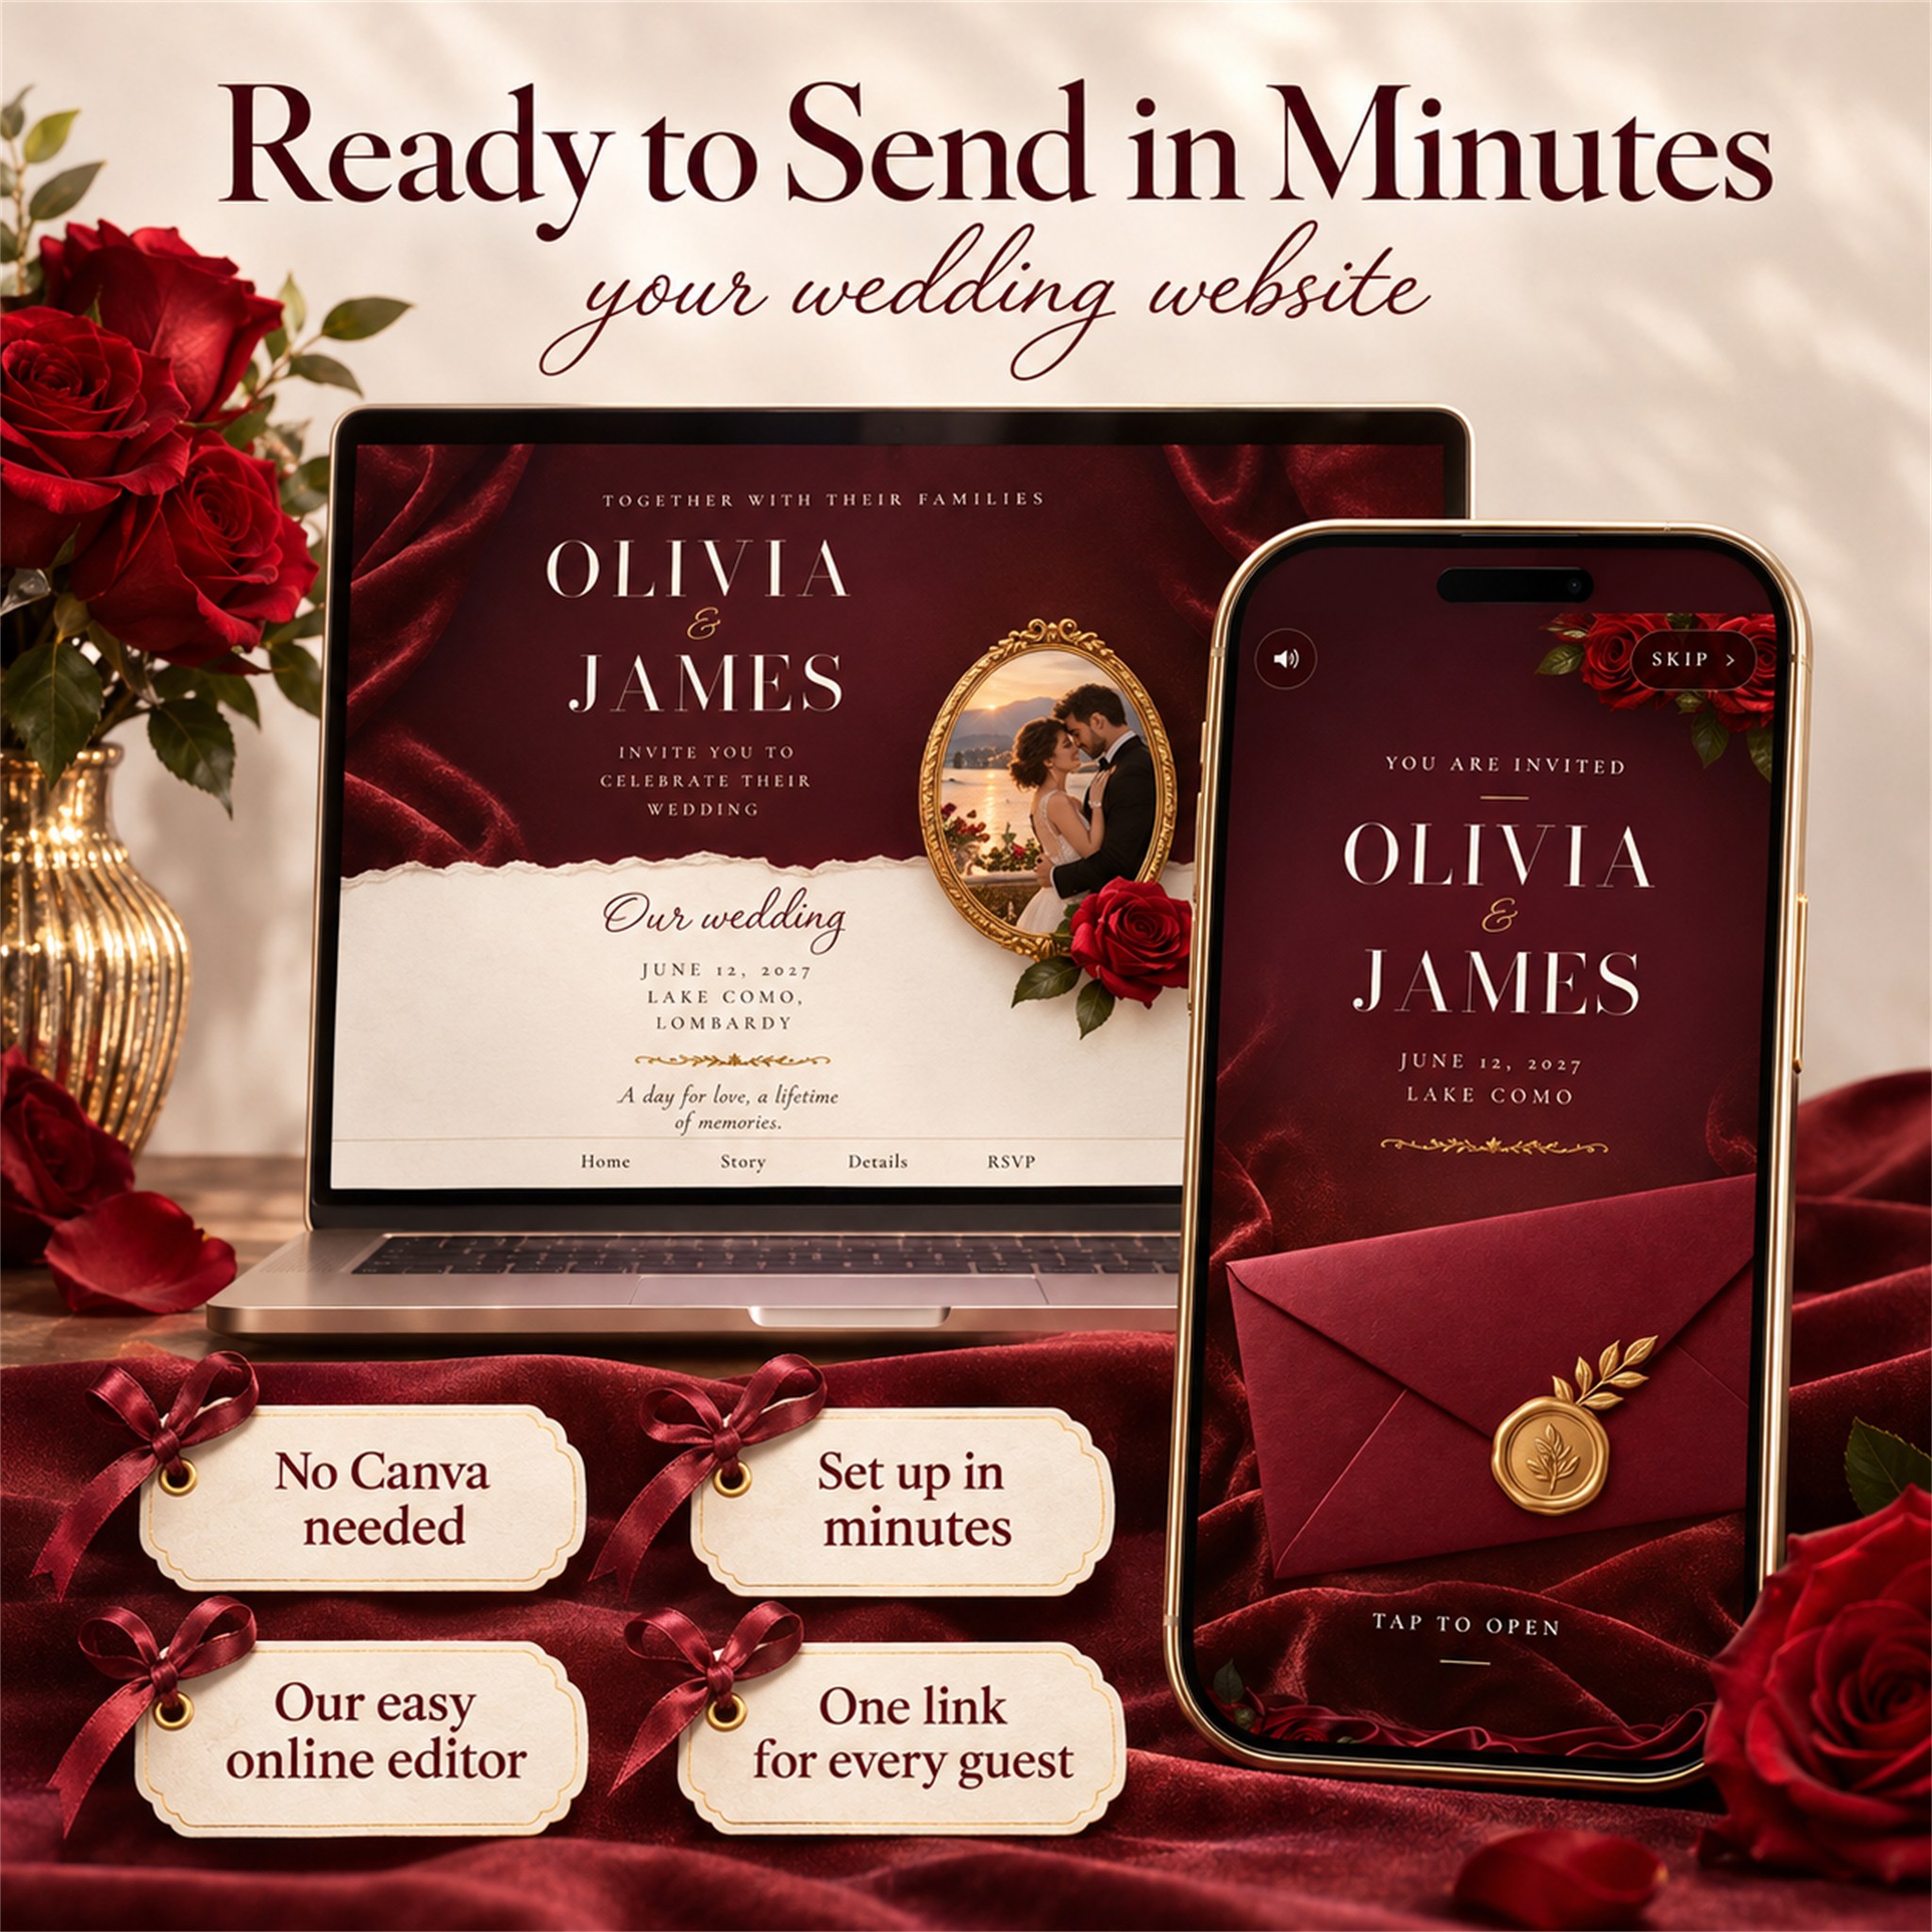 Ready to Send in Minutes
your wedding website
TOGETHER WITH THEIR FAMILIES
OLIVIA
&
JAMES
INVITE YOU TO
CELEBRATE THEIR
WEDDING
Our wedding
JUNE 12, 2027
LAKE COMO,
LOMBARDY
A day for love, a lifetime
of memories.
Home Story Details RSVP
SKIP >
YOU ARE INVITED
OLIVIA
&
JAMES
JUNE 12, 2027
LAKE COMO
TAP TO OPEN
No Canva
needed
Set up in
minutes
Our easy
online editor
One link
for every guest